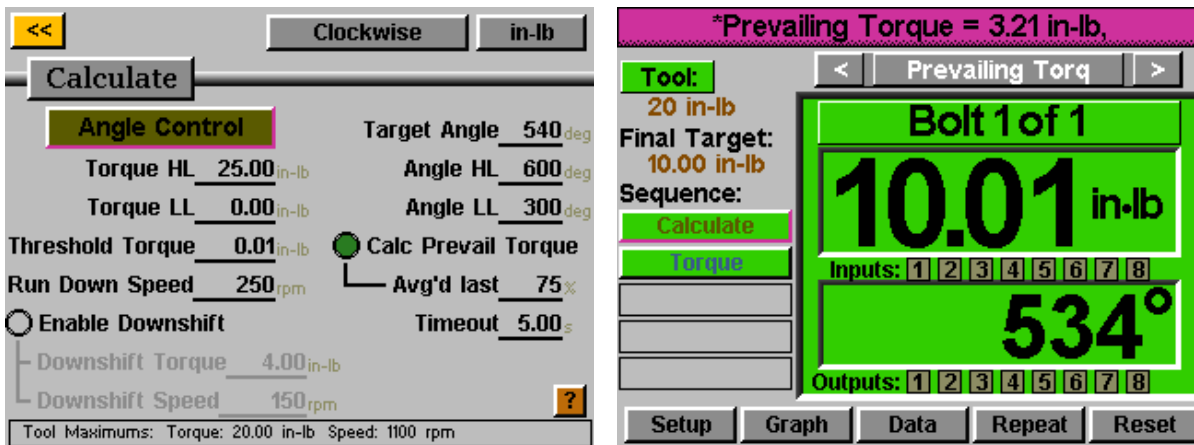 <<
Clockwise
in-lb
Calculate
Angle Control
Target Angle 540 deg
Torque HL 25.00 in-lb
Angle HL 600 deg
Torque LL 0.00 in-lb
Angle LL 300 deg
Threshold Torque 0.01 in-lb
Calc Prevail Torque
Run Down Speed 250 rpm
Avg'd last 75 %
Enable Downshift
Timeout 5.00 s
Downshift Torque 4.00 in-lb
Downshift Speed 150 rpm
?
Tool Maximums: Torque: 20.00 in-lb Speed: 1100 rpm
*Prevailing Torque = 3.21 in-lb,
Tool:
20 in-lb
Final Target:
10.00 in-lb
Sequence:
Calculate
Torque
< Prevailing Torq >
Bolt 1 of 1
10.01 in•lb
Inputs: 1 2 3 4 5 6 7 8
534°
Outputs: 1 2 3 4 5 6 7 8
Setup
Graph
Data
Repeat
Reset